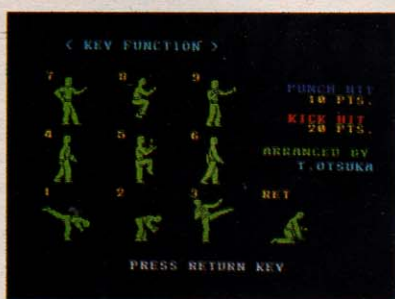 < KEY FUNCTION >
7 8 9
PUNCH HIT
10 PTS.
4 5 6
KICK HIT
20 PTS.
ARRANGED BY
T.OTSUKA
1 2 3 RET
PRESS RETURN KEY